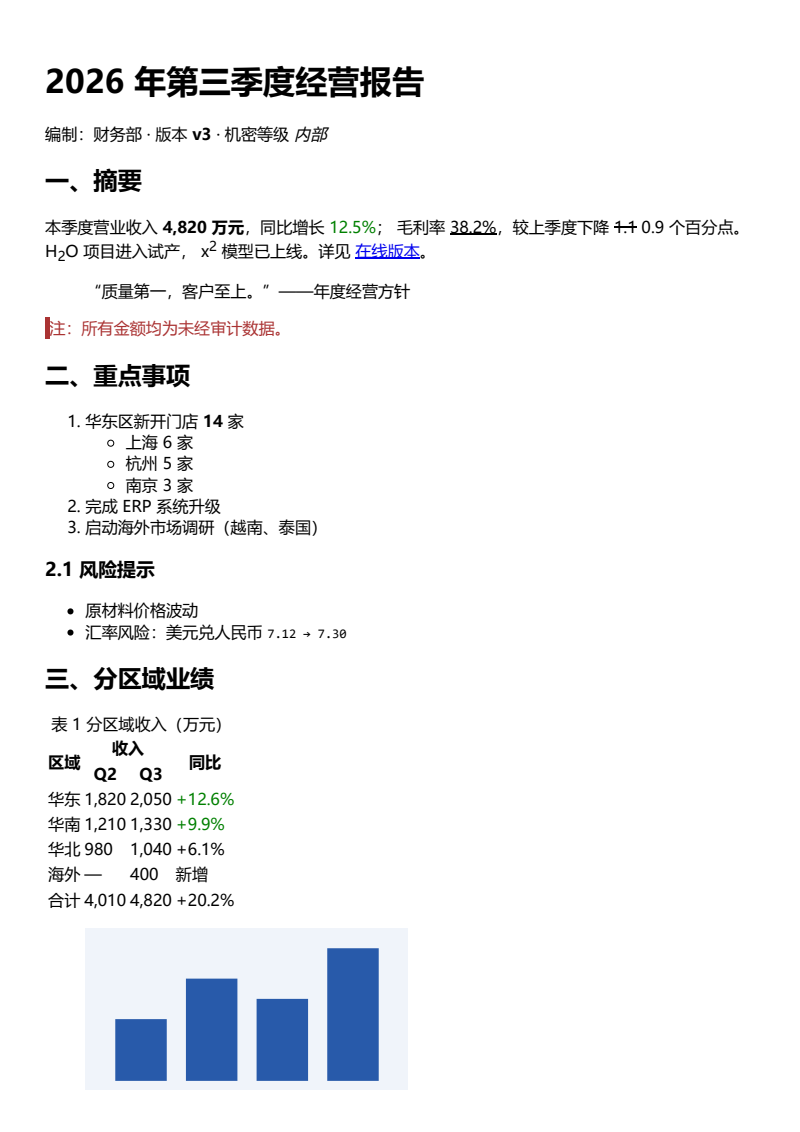 2026 年第三季度经营报告
编制：财务部 · 版本 v3 · 机密等级 内部
一、摘要
本季度营业收入 4,820 万元，同比增长 12.5%； 毛利率 38.2%，较上季度下降 1.1 0.9 个百分点。
H₂O 项目进入试产， x² 模型已上线。详见 在线版本。
“质量第一，客户至上。”——年度经营方针
注：所有金额均为未经审计数据。
二、重点事项
1. 华东区新开门店 14 家
◦ 上海 6 家
◦ 杭州 5 家
◦ 南京 3 家
2. 完成 ERP 系统升级
3. 启动海外市场调研（越南、泰国）
2.1 风险提示
• 原材料价格波动
• 汇率风险：美元兑人民币 7.12 → 7.30
三、分区域业绩
表 1 分区域收入（万元）
区域 收入 同比
Q2 Q3
华东 1,820 2,050 +12.6%
华南 1,210 1,330 +9.9%
华北 980 1,040 +6.1%
海外 — 400 新增
合计 4,010 4,820 +20.2%